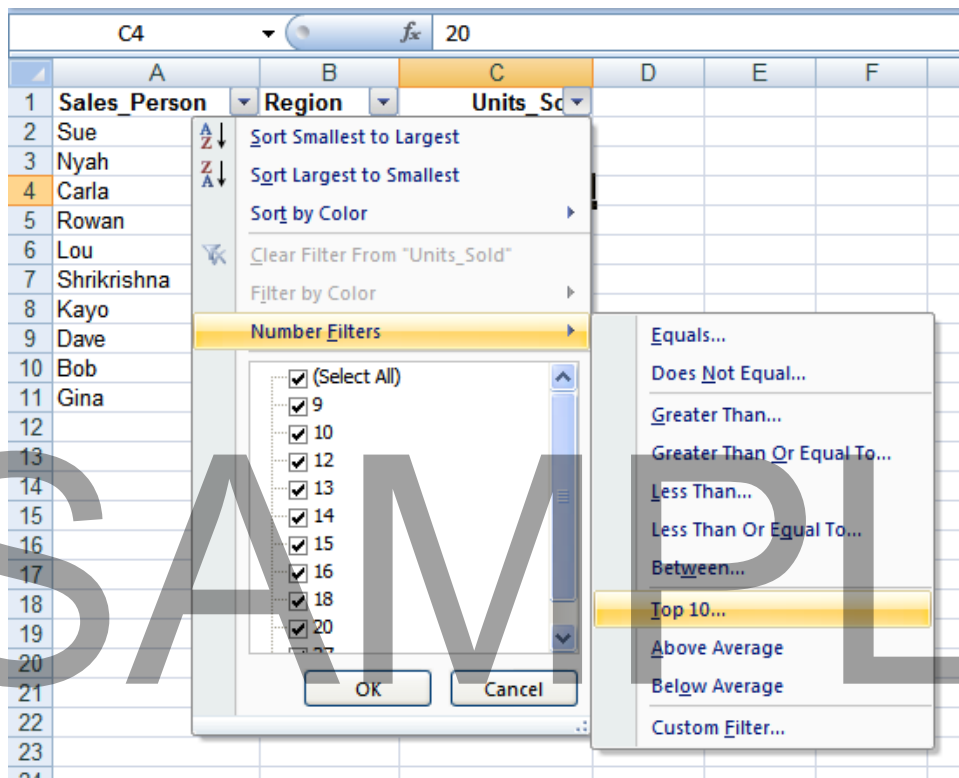 C4 fx 20
A B C D E F
1 Sales_Person Region Units_So
2 Sue
3 Nyah
4 Carla
5 Rowan
6 Lou
7 Shrikrishna
8 Kayo
9 Dave
10 Bob
11 Gina
12
13
14
15
16
17
18
19
20
21
22
23
24
Sort Smallest to Largest
Sort Largest to Smallest
Sort by Color
Clear Filter From "Units_Sold"
Filter by Color
Number Filters
(Select All)
9
10
12
13
14
15
16
18
20
27
OK Cancel
Equals...
Does Not Equal...
Greater Than...
Greater Than Or Equal To...
Less Than...
Less Than Or Equal To...
Between...
Top 10...
Above Average
Below Average
Custom Filter...
SAMPL